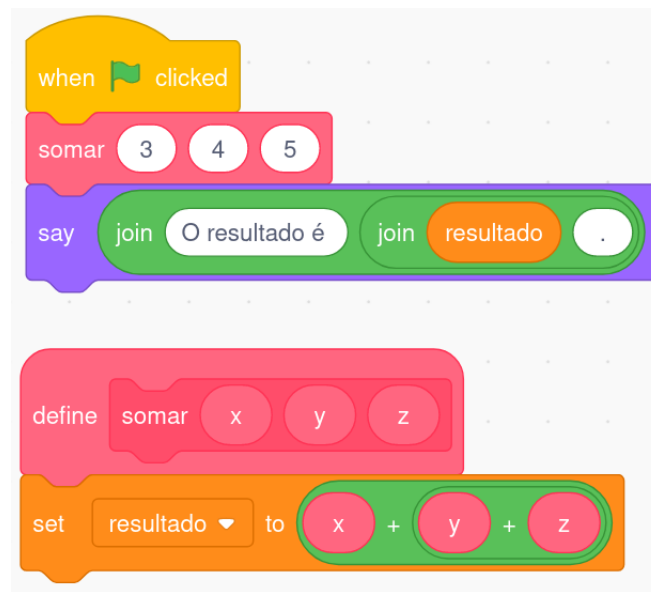 when clicked
somar 3 4 5
say join O resultado é join resultado .
define somar x y z
set resultado to x + y + z